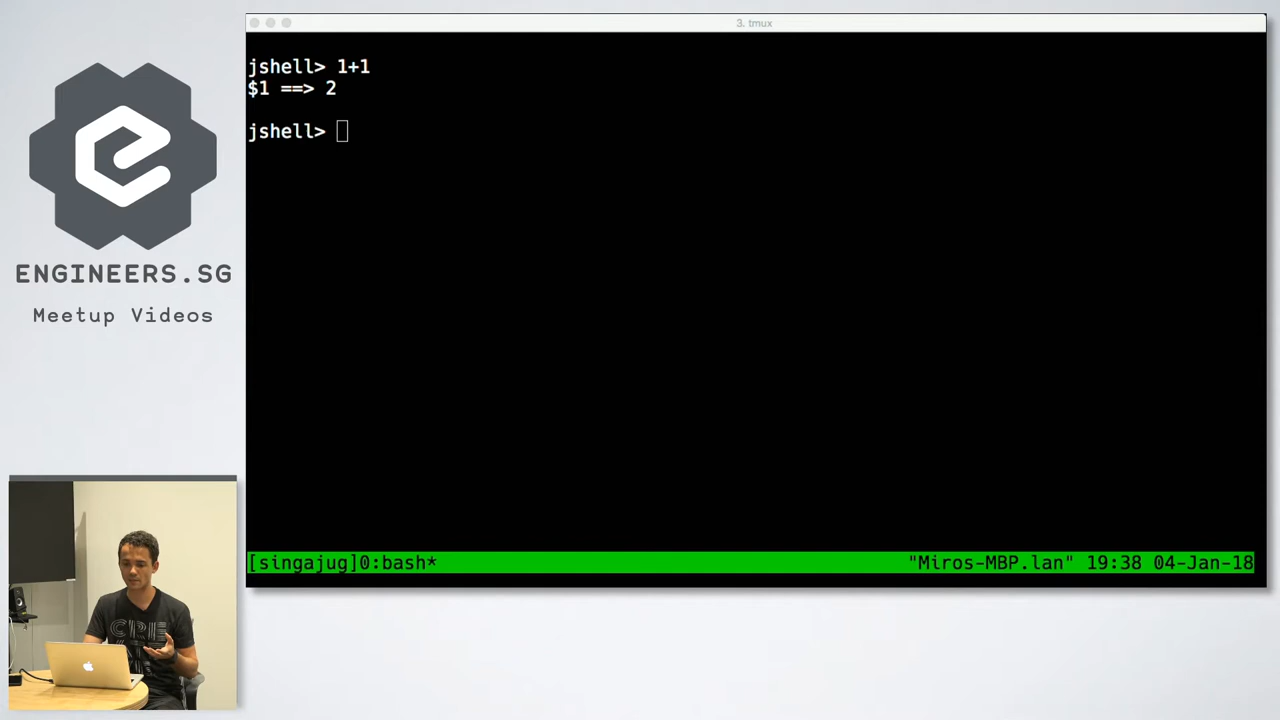 3. tmux
jshell> 1+1
$1 ==> 2
jshell>
ENGINEERS.SG
Meetup Videos
[singajug]0:bash*
"Miros-MBP.lan" 19:38 04-Jan-18
CRE